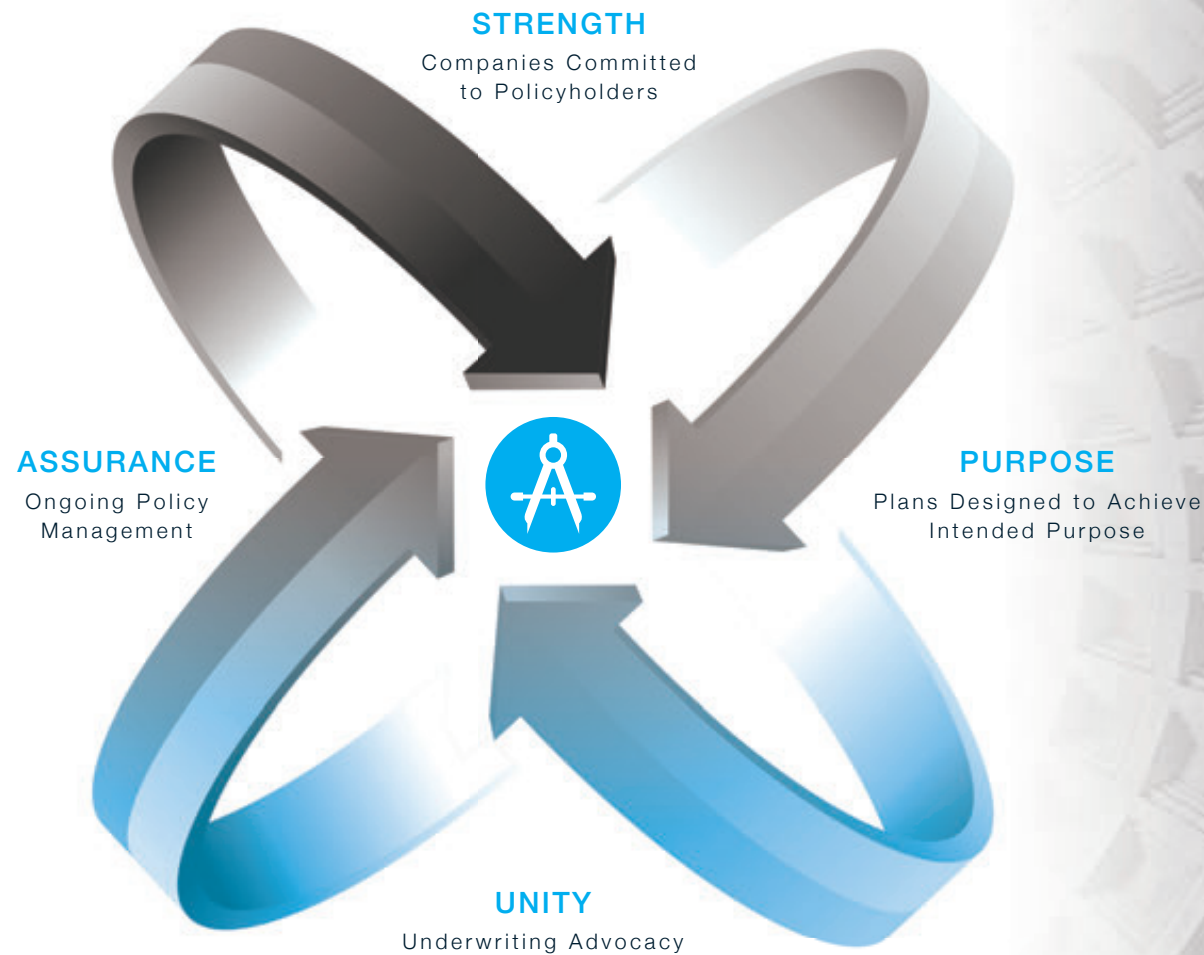 STRENGTH
Companies Committed
to Policyholders
ASSURANCE
Ongoing Policy
Management
PURPOSE
Plans Designed to Achieve
Intended Purpose
UNITY
Underwriting Advocacy